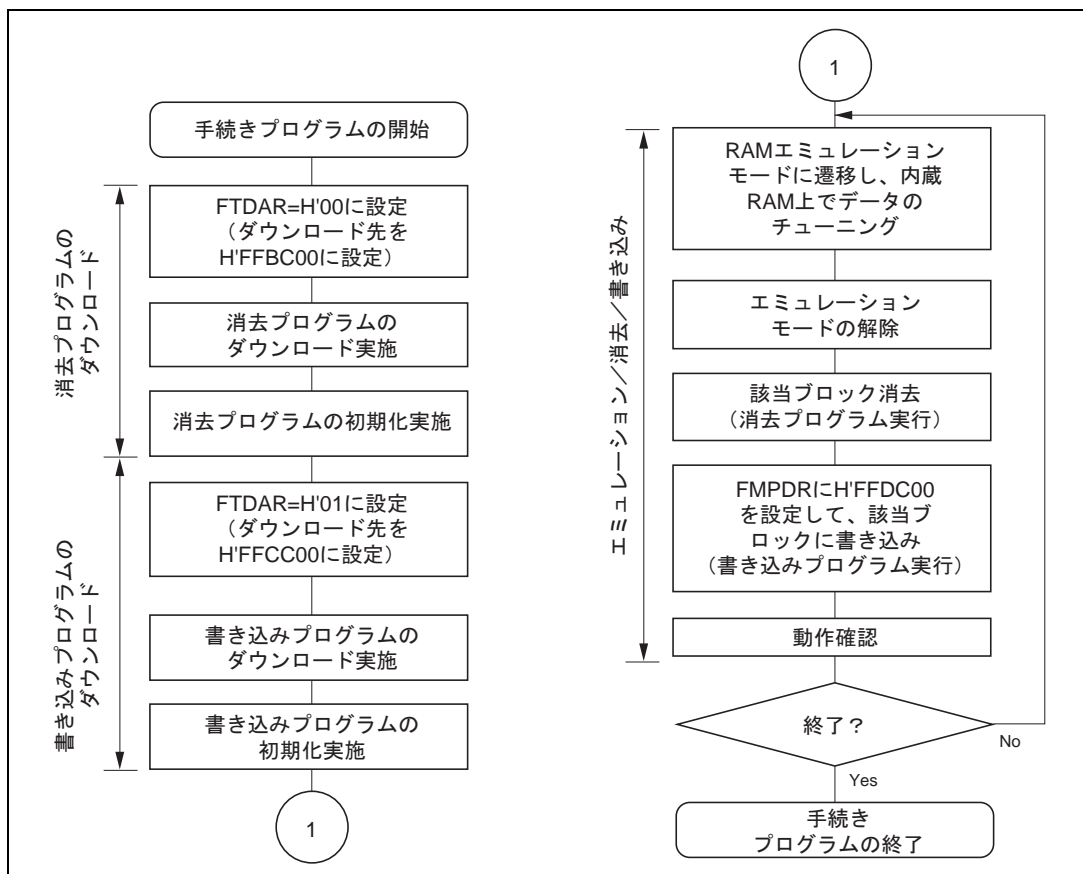 手続きプログラムの開始
消去プログラムの
ダウンロード
FTDAR=H'00に設定
（ダウンロード先を
H'FFBC00に設定）
消去プログラムの
ダウンロード実施
消去プログラムの初期化実施
書き込みプログラムの
ダウンロード
FTDAR=H'01に設定
（ダウンロード先を
H'FFCC00に設定）
書き込みプログラムの
ダウンロード実施
書き込みプログラムの
初期化実施
1
1
エミュレーション／消去／書き込み
RAMエミュレーション
モードに遷移し、内蔵
RAM上でデータの
チューニング
エミュレーション
モードの解除
該当ブロック消去
（消去プログラム実行）
FMPDRにH'FFDC00
を設定して、該当ブ
ロックに書き込み
（書き込みプログラム実行）
動作確認
終了？
No
Yes
手続き
プログラムの終了